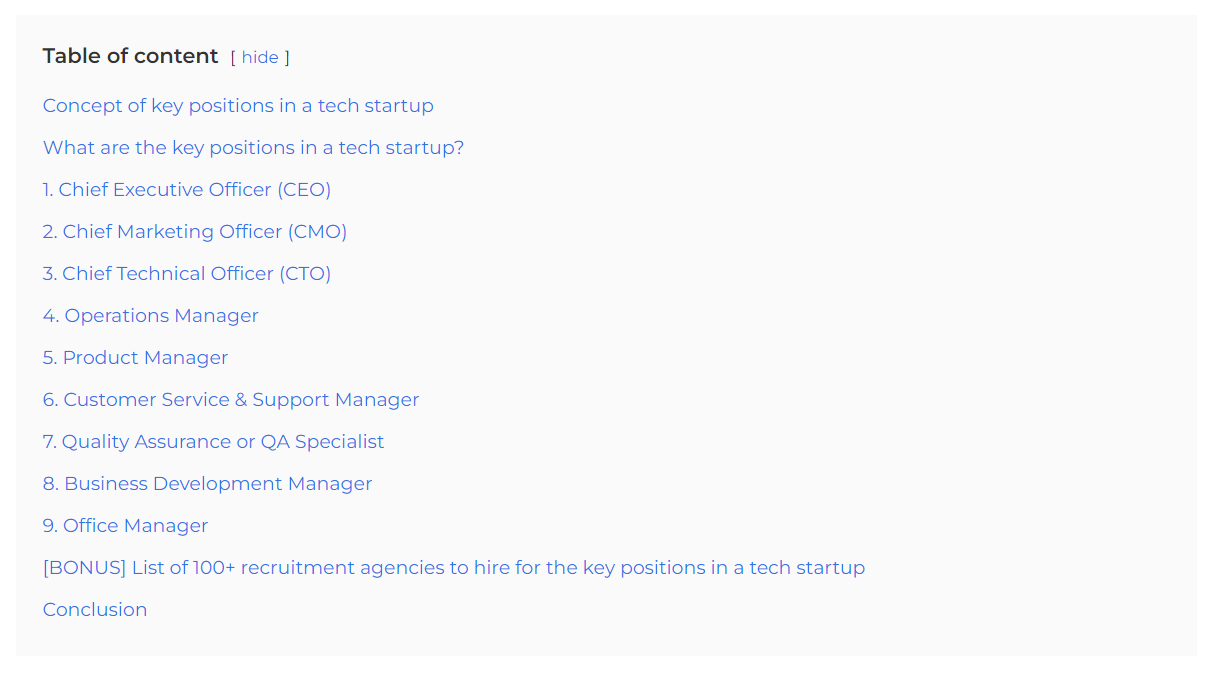 Table of content [ hide ]
Concept of key positions in a tech startup
What are the key positions in a tech startup?
1. Chief Executive Officer (CEO)
2. Chief Marketing Officer (CMO)
3. Chief Technical Officer (CTO)
4. Operations Manager
5. Product Manager
6. Customer Service & Support Manager
7. Quality Assurance or QA Specialist
8. Business Development Manager
9. Office Manager
[BONUS] List of 100+ recruitment agencies to hire for the key positions in a tech startup
Conclusion